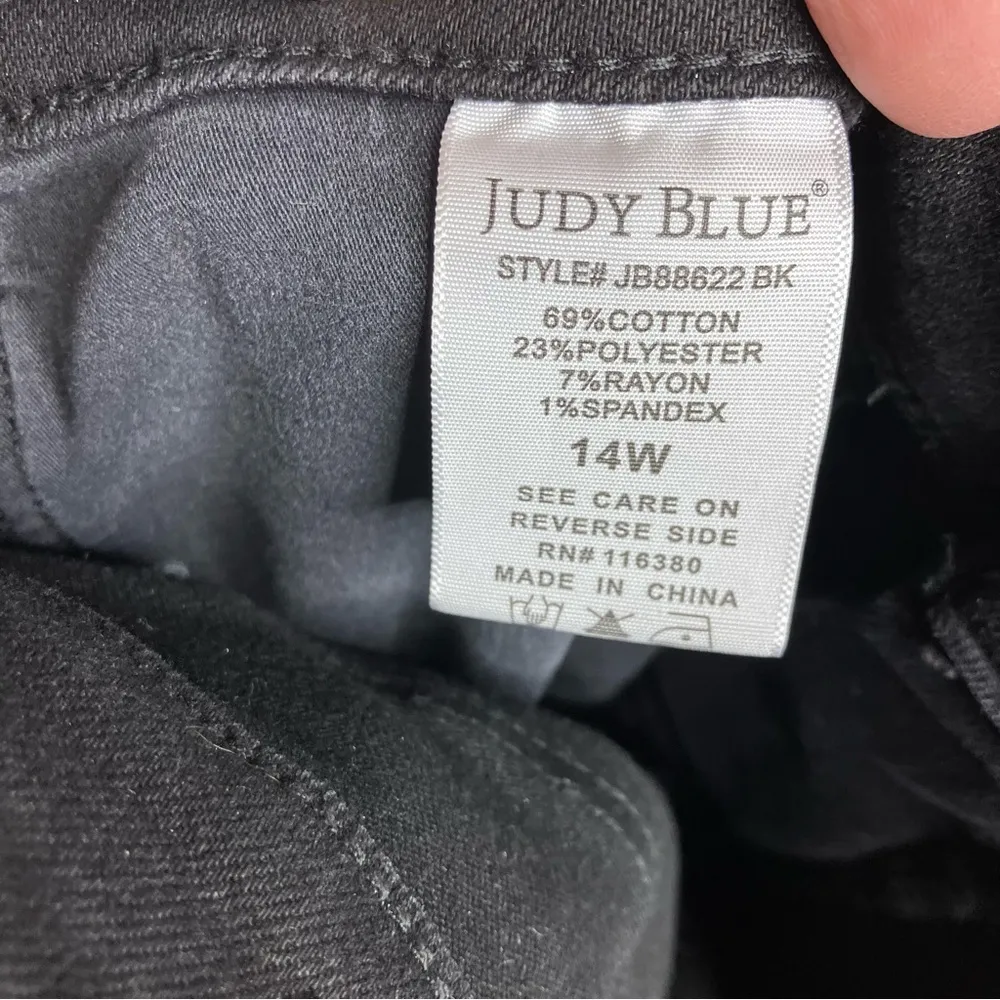 JUDY BLUE®
STYLE# JB88622 BK
69%COTTON
23%POLYESTER
7%RAYON
1%SPANDEX
14W
SEE CARE ON
REVERSE SIDE
RN# 116380
MADE IN CHINA